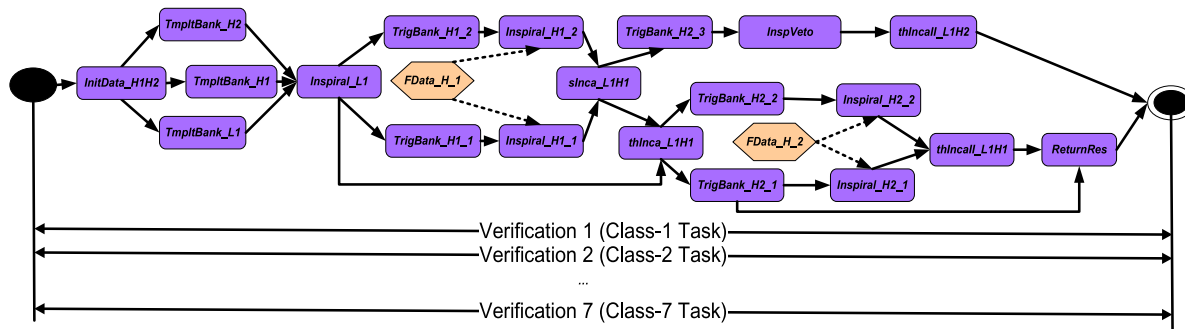 TmpltBank_H2
TrigBank_H1_2
Inspiral_H1_2
TrigBank_H2_3
InspVeto
thIncall_L1H2
InitData_H1H2
TmpltBank_H1
Inspiral_L1
FData_H_1
sInca_L1H1
TrigBank_H2_2
Inspiral_H2_2
TmpltBank_L1
TrigBank_H1_1
Inspiral_H1_1
thInca_L1H1
FData_H_2
thIncall_L1H1
ReturnRes
TrigBank_H2_1
Inspiral_H2_1
Verification 1 (Class-1 Task)
Verification 2 (Class-2 Task)
...
Verification 7 (Class-7 Task)